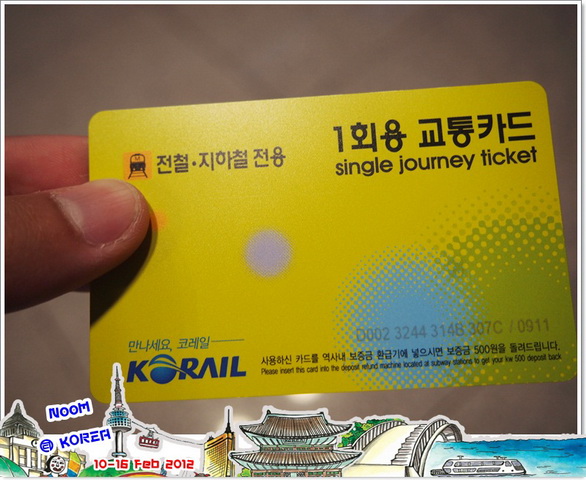 1회용 교통카드
single journey ticket
전철·지하철 전용
D002 3244 314B 307C / 0911
만나세요, 코레일
KORAIL
사용하신 카드를 역사내 보증금 환급기에 넣으시면 보증금 500원을 돌려드립니다.
Please insert this card into the deposit refund machine located at subway stations to get your kw 500 deposit back
NOOM
@ KOREA
10-16 Feb 2012